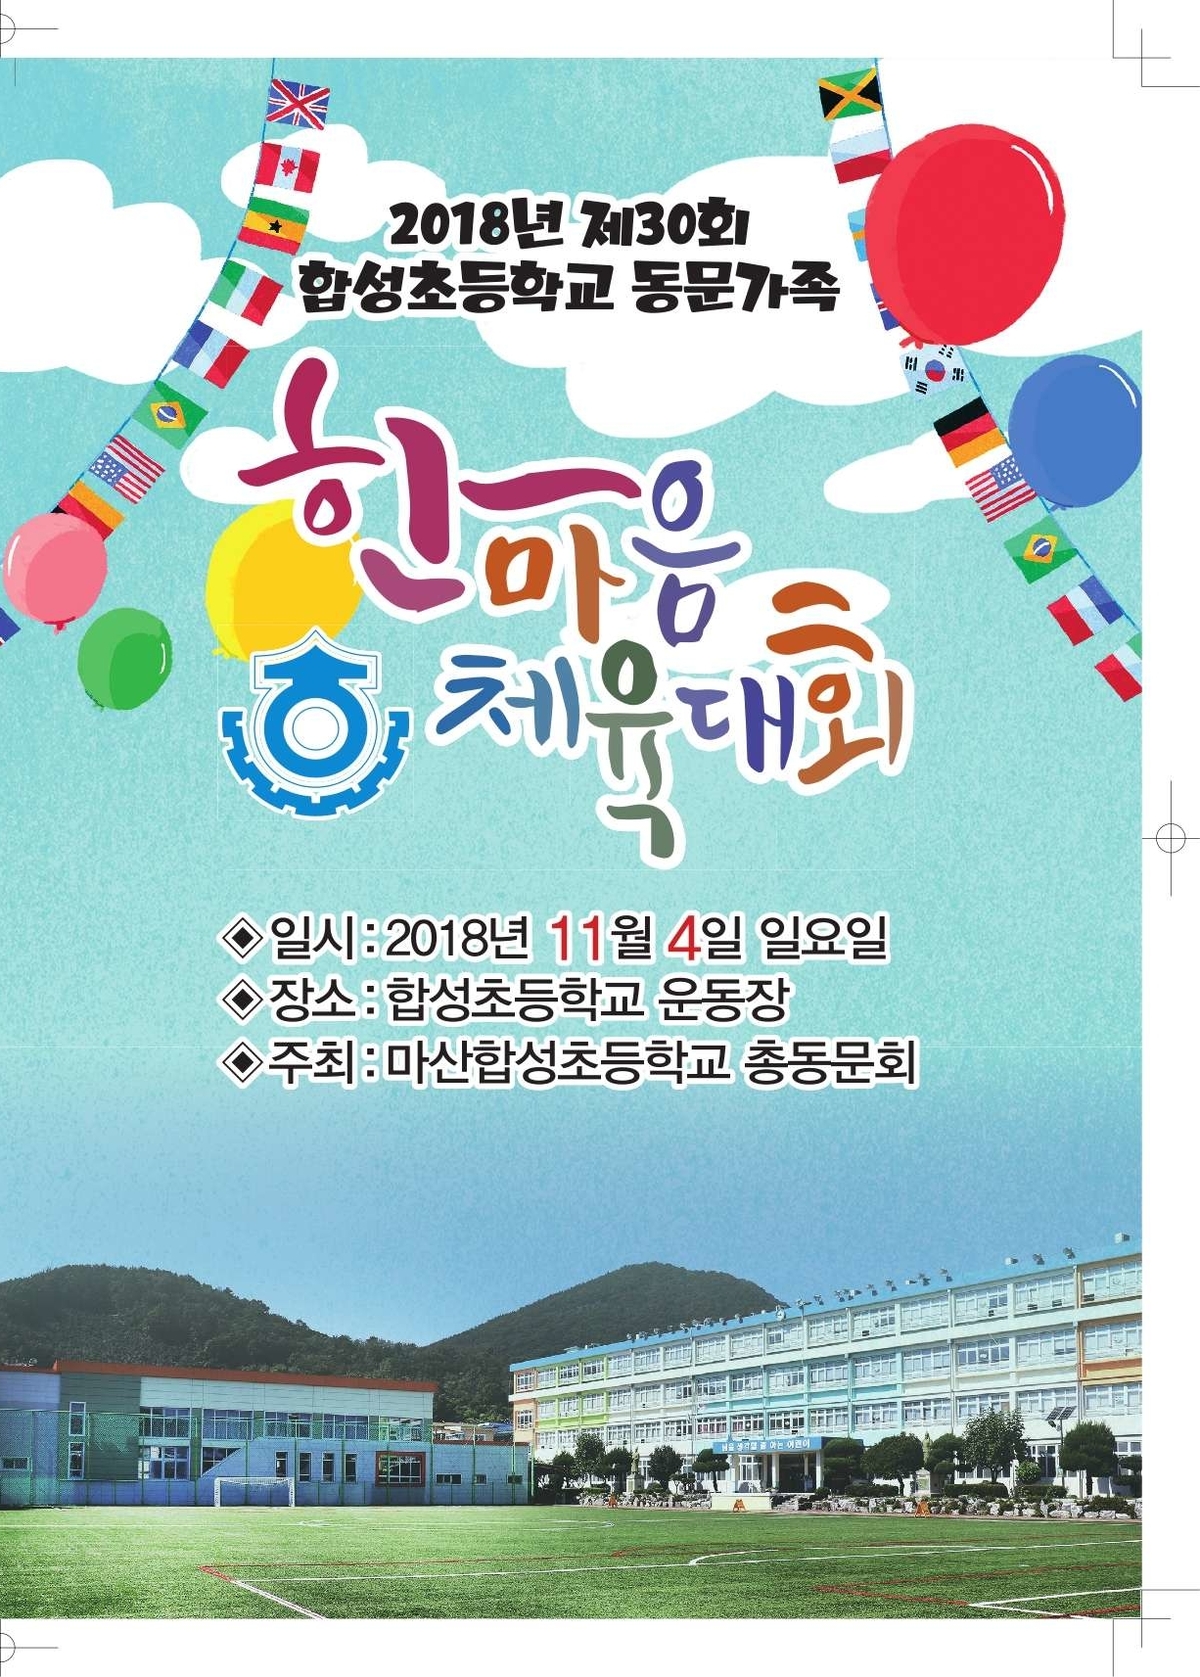 2018년 제30회
합성초등학교 동문가족
한마음
체육대회
◈일시 : 2018년 11월 4일 일요일
◈장소 : 합성초등학교 운동장
◈주최 : 마산합성초등학교 총동문회